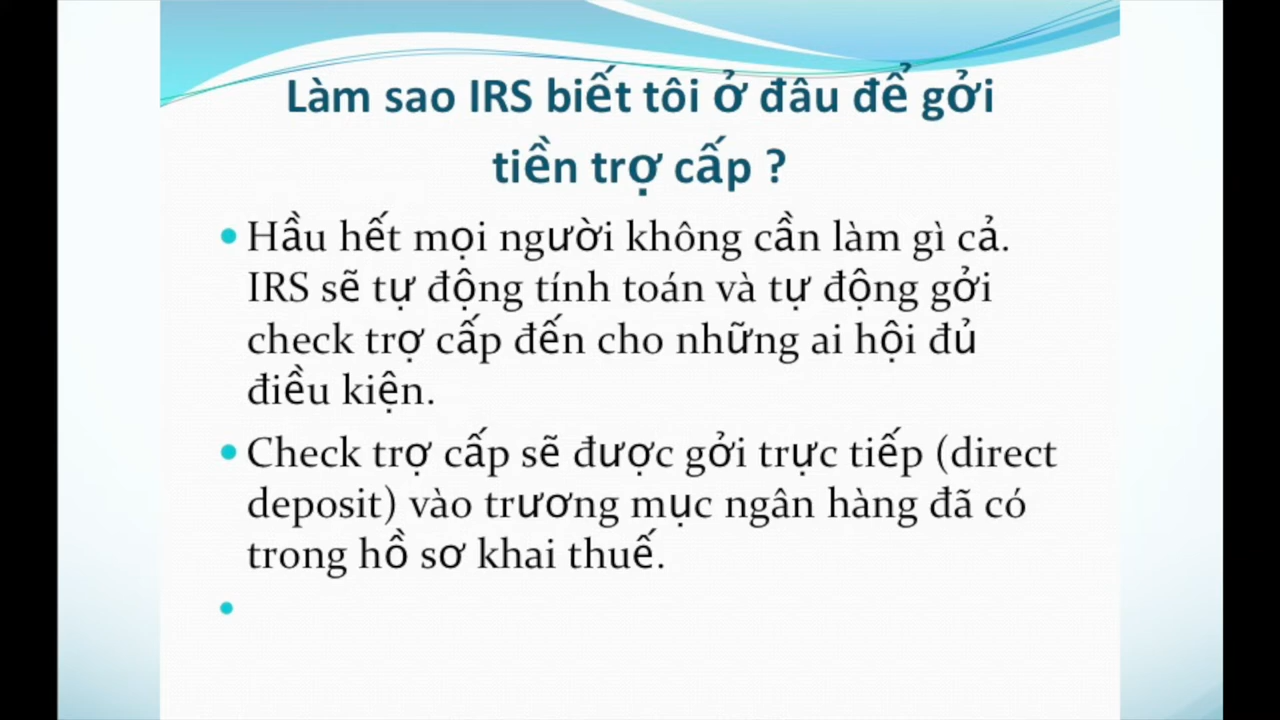 Làm sao IRS biết tôi ở đâu để gởi
tiền trợ cấp ?
• Hầu hết mọi người không cần làm gì cả.
IRS sẽ tự động tính toán và tự động gởi
check trợ cấp đến cho những ai hội đủ
điều kiện.
• Check trợ cấp sẽ được gởi trực tiếp (direct
deposit) vào trương mục ngân hàng đã có
trong hồ sơ khai thuế.
•